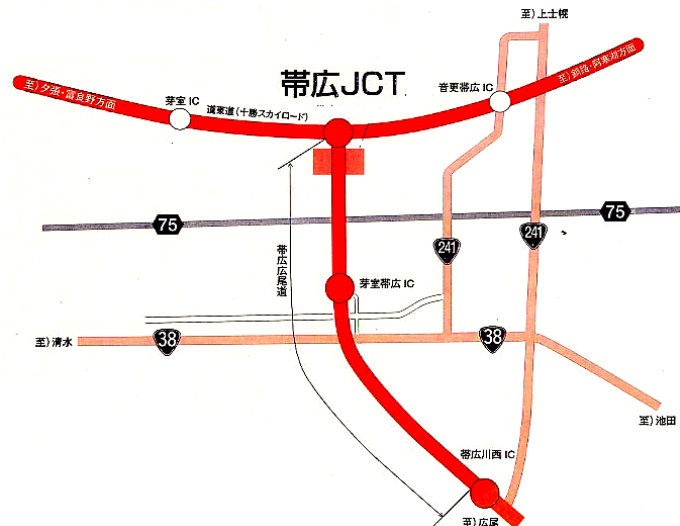 至)上士幌
至)夕張・富良野方面
芽室 IC
道東道(十勝スカイロード)
帯広JCT
音更帯広 IC
至)釧路・阿寒湖方面
75
75
帯広広尾道
241
241
芽室帯広 IC
至)清水
38
38
至)池田
帯広川西 IC
至)広尾